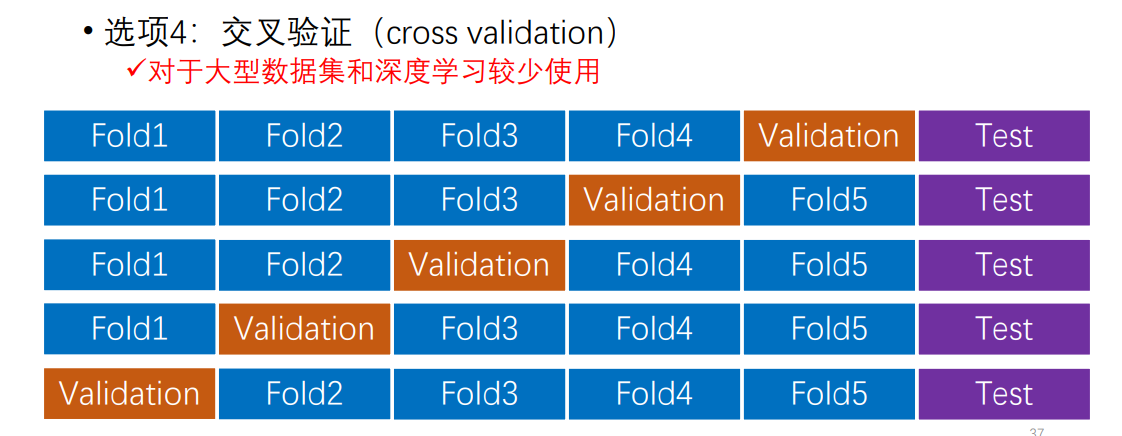 • 选项4：交叉验证（cross validation）
✓对于大型数据集和深度学习较少使用
Fold1 Fold2 Fold3 Fold4 Validation Test
Fold1 Fold2 Fold3 Validation Fold5 Test
Fold1 Fold2 Validation Fold4 Fold5 Test
Fold1 Validation Fold3 Fold4 Fold5 Test
Validation Fold2 Fold3 Fold4 Fold5 Test
37